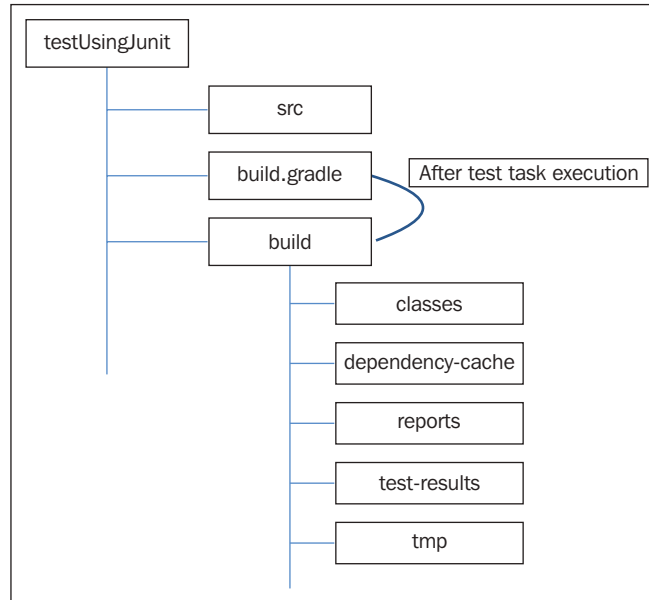 testUsingJunit
src
build.gradle
After test task execution
build
classes
dependency-cache
reports
test-results
tmp